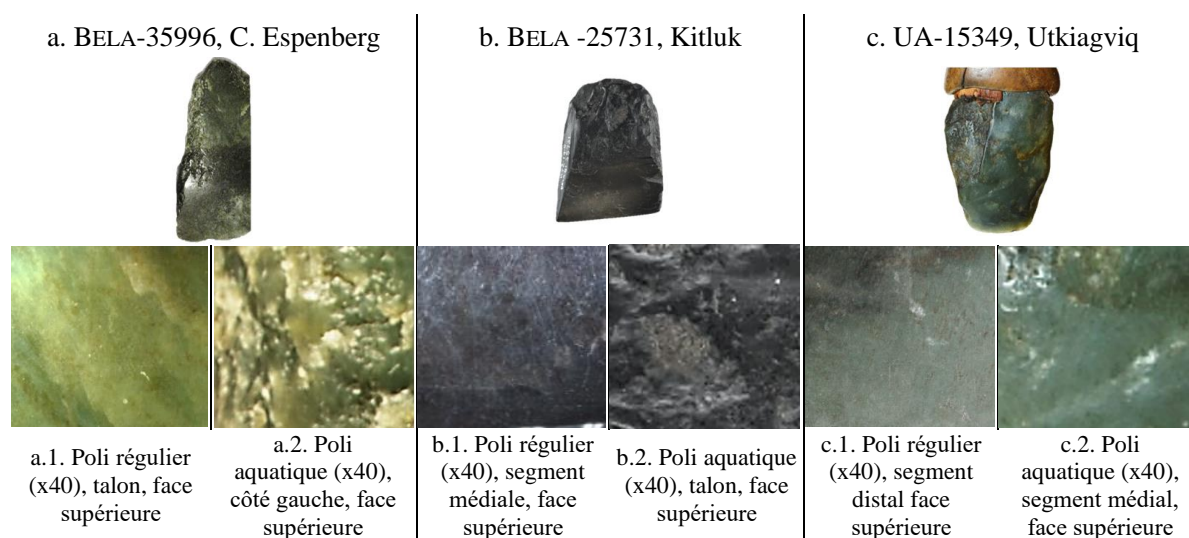 a. BELA-35996, C. Espenberg
b. BELA -25731, Kitluk
c. UA-15349, Utkiagviq
a.1. Poli régulier
(x40), talon, face
supérieure
a.2. Poli
aquatique (x40),
côté gauche, face
supérieure
b.1. Poli régulier
(x40), segment
médiale, face
supérieure
b.2. Poli aquatique
(x40), talon, face
supérieure
c.1. Poli régulier
(x40), segment
distal face
supérieure
c.2. Poli
aquatique (x40),
segment médial,
face supérieure